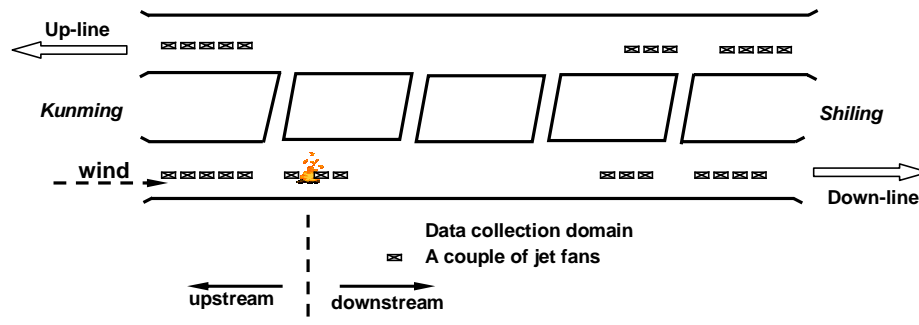 Up-line
Kunming
Shiling
wind
Down-line
Data collection domain
A couple of jet fans
upstream
downstream